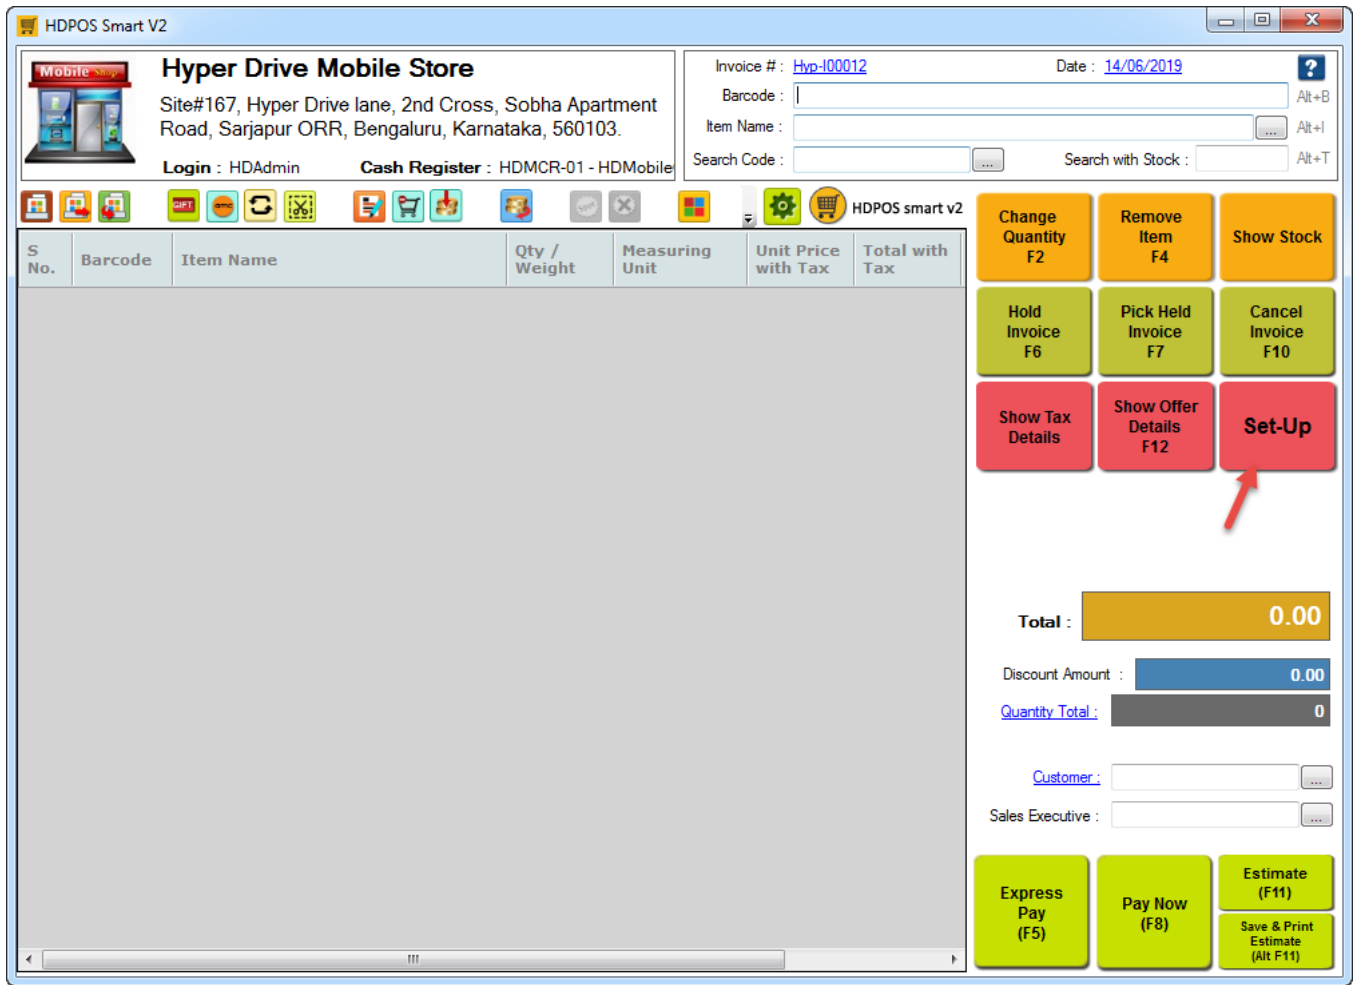 HDPOS Smart V2
Mobile Shop
Hyper Drive Mobile Store
Site#167, Hyper Drive lane, 2nd Cross, Sobha Apartment
Road, Sarjapur ORR, Bengaluru, Karnataka, 560103.
Login : HDAdmin Cash Register : HDMCR-01 - HDMobile
Invoice # : Hyp-I00012 Date : 14/06/2019 ?
Barcode : Alt+B
Item Name : ... Alt+I
Search Code : ... Search with Stock : Alt+T
GIFT
HDPOS smart v2
S
No.
Barcode
Item Name
Qty /
Weight
Measuring
Unit
Unit Price
with Tax
Total with
Tax
Change
Quantity
F2
Remove
Item
F4
Show Stock
Hold
Invoice
F6
Pick Held
Invoice
F7
Cancel
Invoice
F10
Show Tax
Details
Show Offer
Details
F12
Set-Up
Total : 0.00
Discount Amount : 0.00
Quantity Total : 0
Customer : ...
Sales Executive : ...
Express
Pay
(F5)
Pay Now
(F8)
Estimate
(F11)
Save & Print
Estimate
(Alt F11)